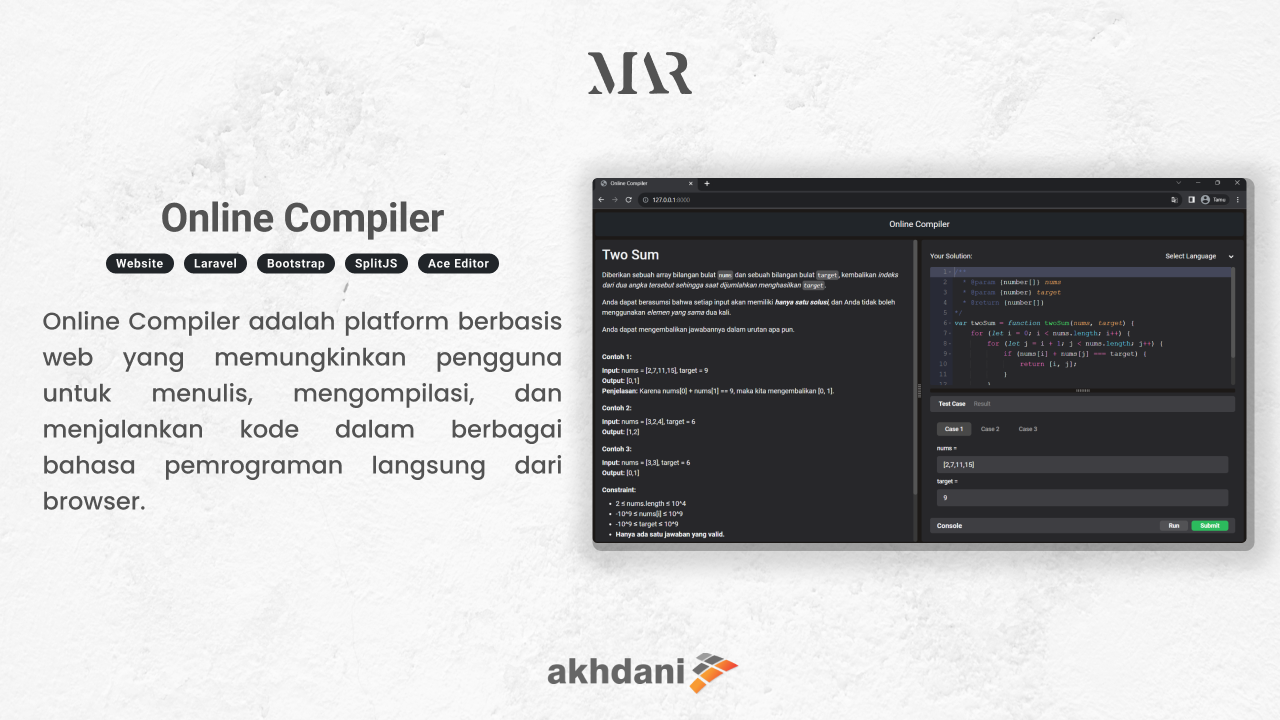 MAR
Online Compiler
Website Laravel Bootstrap SplitJS Ace Editor
Online Compiler adalah platform berbasis
web yang memungkinkan pengguna
untuk menulis, mengompilasi, dan
menjalankan kode dalam berbagai
bahasa pemrograman langsung dari
browser.
Online Compiler
127.0.0.1:8000
Tamu
Online Compiler
Two Sum
Diberikan sebuah array bilangan bulat nums dan sebuah bilangan bulat target, kembalikan indeks
dari dua angka tersebut sehingga saat dijumlahkan menghasilkan target.
Anda dapat berasumsi bahwa setiap input akan memiliki hanya satu solusi, dan Anda tidak boleh
menggunakan elemen yang sama dua kali.
Anda dapat mengembalikan jawabannya dalam urutan apa pun.
Contoh 1:
Input: nums = [2,7,11,15], target = 9
Output: [0,1]
Penjelasan: Karena nums[0] + nums[1] == 9, maka kita mengembalikan [0, 1].
Contoh 2:
Input: nums = [3,2,4], target = 6
Output: [1,2]
Contoh 3:
Input: nums = [3,3], target = 6
Output: [0,1]
Constraint:
• 2 ≤ nums.length ≤ 10^4
• -10^9 ≤ nums[i] ≤ 10^9
• -10^9 ≤ target ≤ 10^9
• Hanya ada satu jawaban yang valid.
Your Solution: Select Language
1 /**
2 * @param {number[]} nums
3 * @param {number} target
4 * @return {number[]}
5 */
6 var twoSum = function twoSum(nums, target) {
7 for (let i = 0; i < nums.length; i++) {
8 for (let j = i + 1; j < nums.length; j++) {
9 if (nums[i] + nums[j] === target) {
10 return [i, j];
11 }
12 }
Test Case Result
Case 1 Case 2 Case 3
nums =
[2,7,11,15]
target =
9
Console Run Submit
akhdani